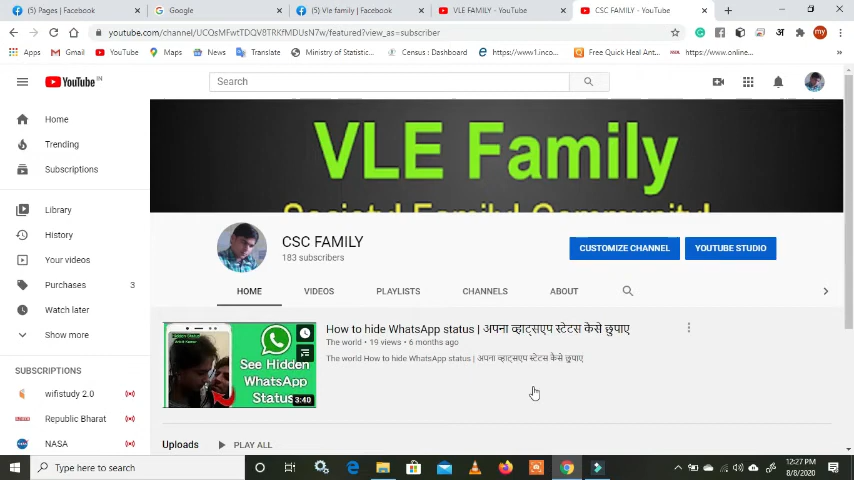 (5) Pages | Facebook
Google
(5) Vle family | Facebook
VLE FAMILY - YouTube
CSC FAMILY - YouTube
youtube.com/channel/UCQsMFwtTDQV8TRKfMDUsN7w/featured?view_as=subscriber
Apps
Gmail
YouTube
Maps
News
Translate
Ministry of Statistic...
Census : Dashboard
https://www1.inco...
Free Quick Heal Ant...
https://www.online...
YouTube IN
Search
Home
Trending
Subscriptions
Library
History
Your videos
Purchases 3
Watch later
Show more
SUBSCRIPTIONS
wifistudy 2.0
Republic Bharat
NASA
VLE Family
Society! Family! Community!
CSC FAMILY
183 subscribers
CUSTOMIZE CHANNEL
YOUTUBE STUDIO
HOME
VIDEOS
PLAYLISTS
CHANNELS
ABOUT
See Hidden
WhatsApp
Status
3:40
How to hide WhatsApp status | अपना व्हाट्सएप स्टेटस केसे छुपाए
The world • 19 views • 6 months ago
The world How to hide WhatsApp status | अपना व्हाट्सएप स्टेटस केसे छुपाए
Uploads
PLAY ALL
Type here to search
12:27 PM
8/8/2020